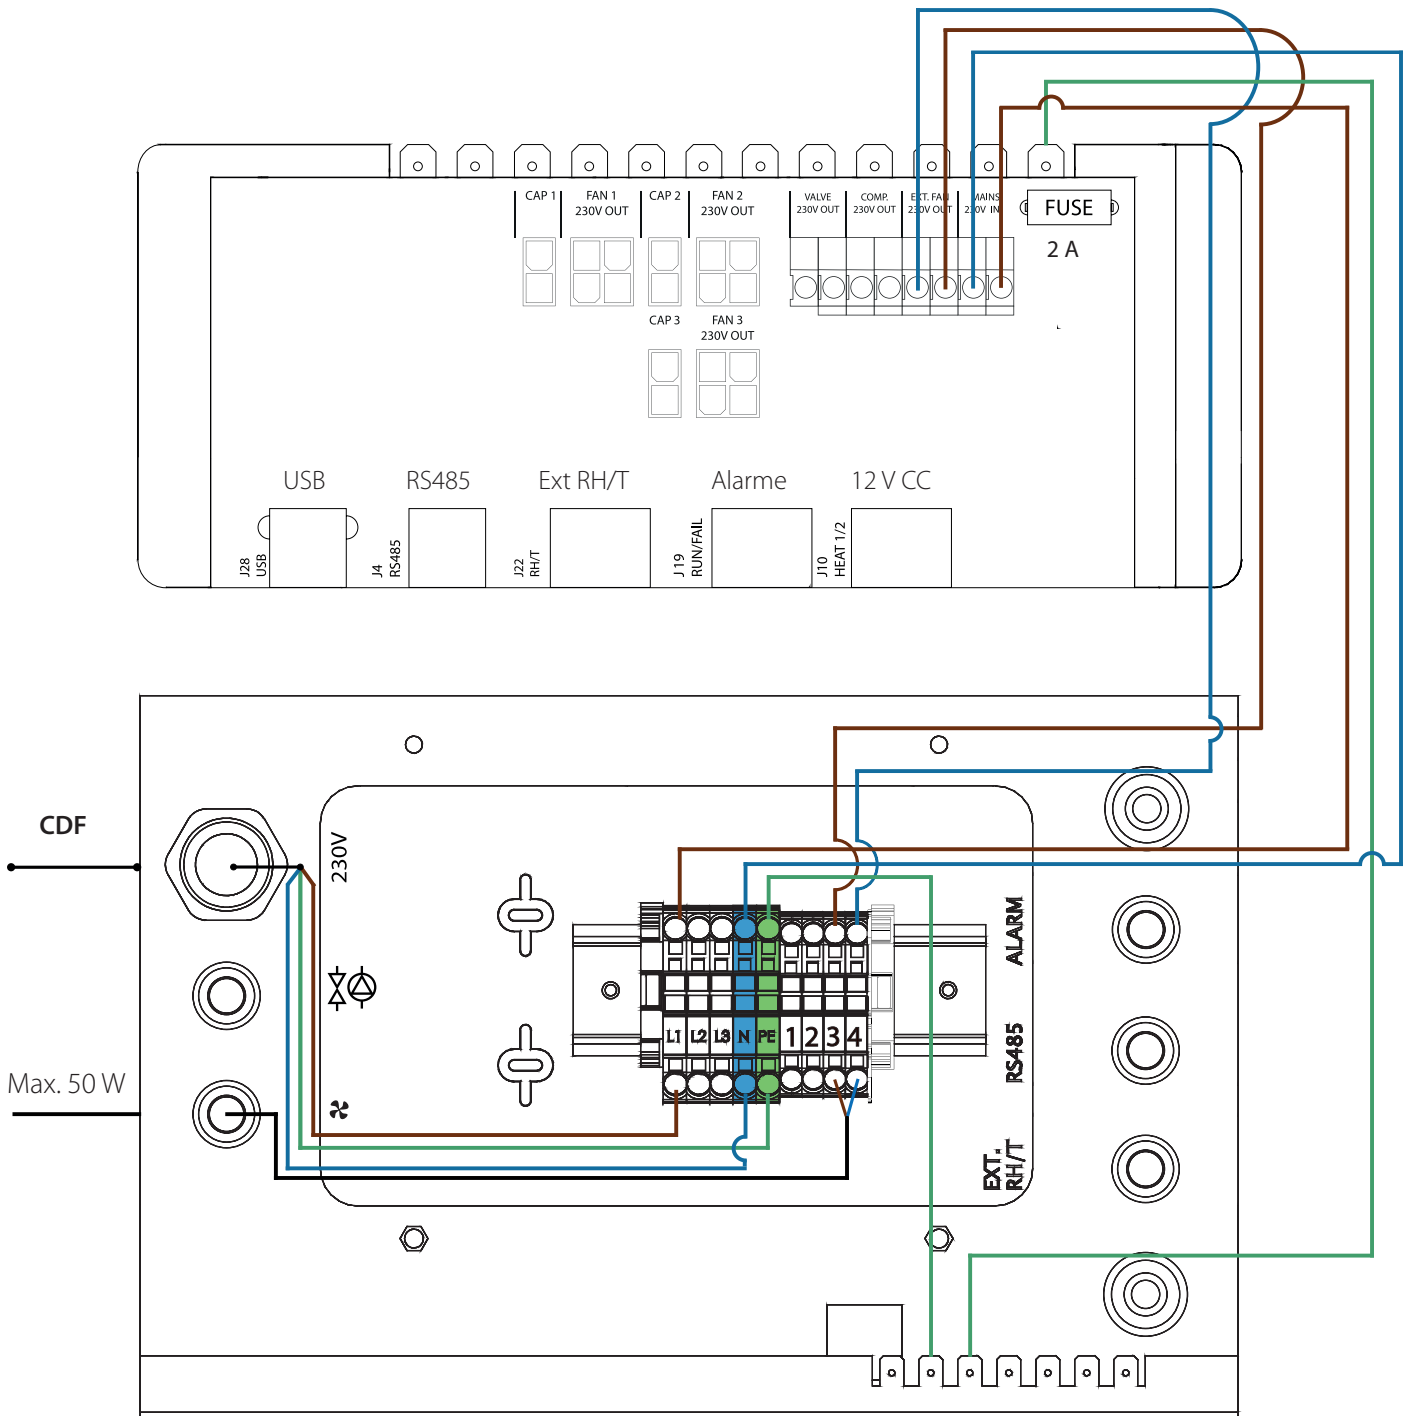 CAP 1
FAN 1
230V OUT
CAP 2
FAN 2
230V OUT
VALVE
230V OUT
COMP.
230V OUT
EXT. FAN
230V OUT
MAINS
230V IN
FUSE
2 A
CAP 3
FAN 3
230V OUT
USB
RS485
Ext RH/T
Alarme
12 V CC
J28
USB
J4
RS485
J22
RH/T
J 19
RUN/FAIL
J10
HEAT 1/2
CDF
230V
ALARM
L1 L2 L3 N PE 1 2 3 4
RS485
Max. 50 W
EXT.
RH/T